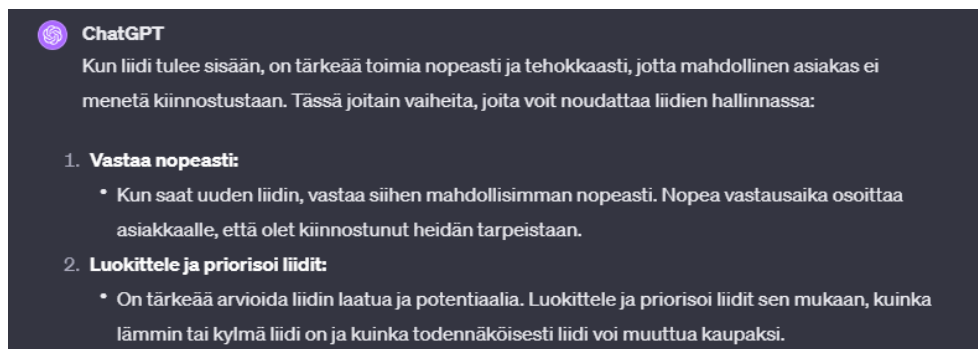 ChatGPT
Kun liidi tulee sisään, on tärkeää toimia nopeasti ja tehokkaasti, jotta mahdollinen asiakas ei
menetä kiinnostustaan. Tässä joitain vaiheita, joita voit noudattaa liidien hallinnassa:
1. Vastaa nopeasti:
• Kun saat uuden liidin, vastaa siihen mahdollisimman nopeasti. Nopea vastausaika osoittaa
asiakkaalle, että olet kiinnostunut heidän tarpeistaan.
2. Luokittele ja priorisoi liidit:
• On tärkeää arvioida liidin laatua ja potentiaalia. Luokittele ja priorisoi liidit sen mukaan, kuinka
lämmin tai kylmä liidi on ja kuinka todennäköisesti liidi voi muuttua kaupaksi.